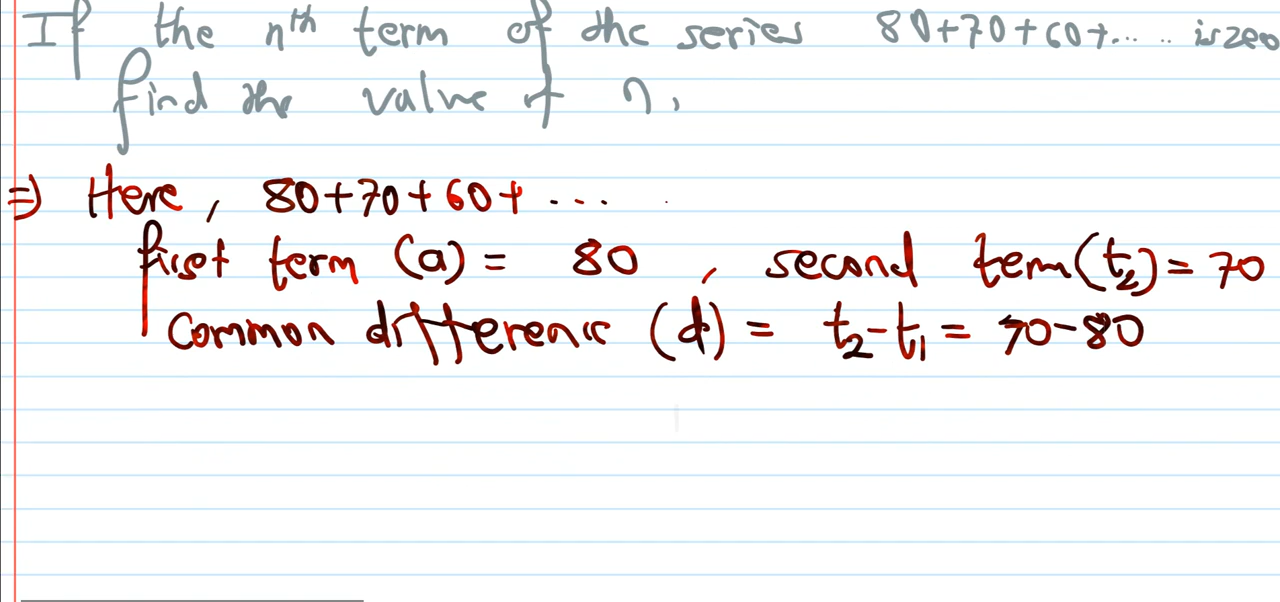 If the nth term of the series 80+70+60+..... is zero
find the value of n.
=> Here, 80+70+60+ ...
first term (a) = 80 , second term (t2) = 70
Common difference (d) = t2-t1 = 70-80